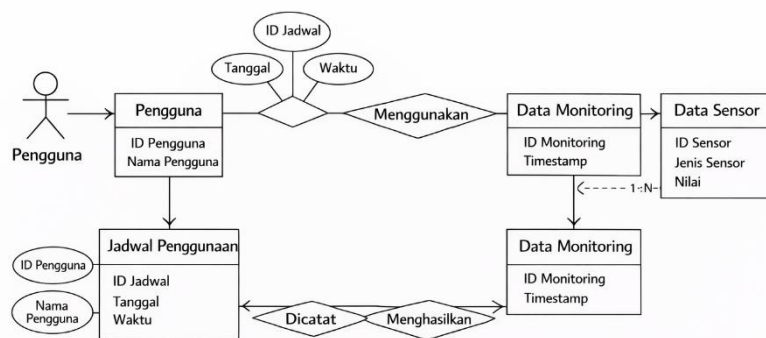 ID Jadwal
Tanggal
Waktu
Pengguna
Pengguna
ID Pengguna
Nama Pengguna
Menggunakan
Data Monitoring
ID Monitoring
Timestamp
Data Sensor
ID Sensor
Jenis Sensor
Nilai
1:N
Jadwal Penggunaan
ID Jadwal
Tanggal
Waktu
ID Pengguna
Nama
Pengguna
Dicatat
Menghasilkan
Data Monitoring
ID Monitoring
Timestamp